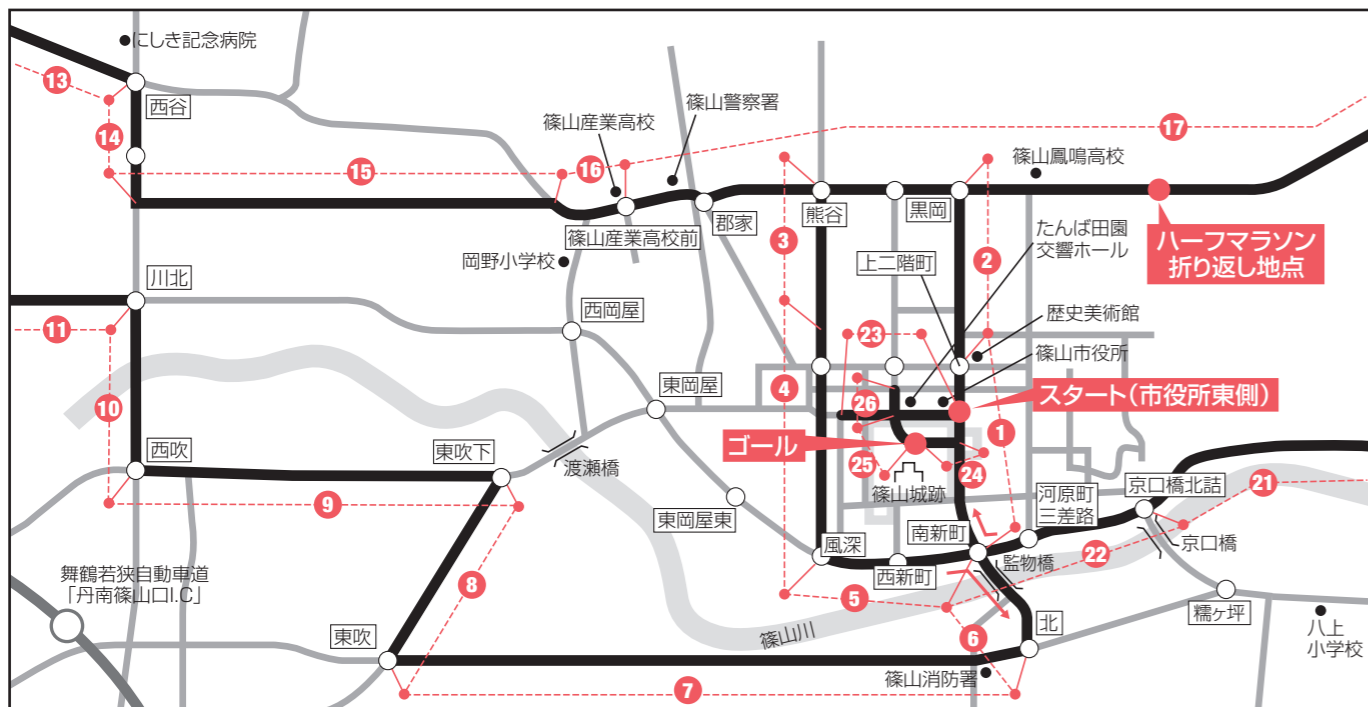 にしき記念病院
13
西谷
14
15
16
17
篠山産業高校
篠山警察署
篠山産業高校前
郡家
熊谷
黒岡
篠山鳳鳴高校
ハーフマラソン
折り返し地点
岡野小学校
3
2
上二階町
たんば田園
交響ホール
歴史美術館
篠山市役所
スタート(市役所東側)
川北
11
10
西岡屋
東岡屋
23
4
26
1
ゴール
25
24
篠山城跡
西吹
東吹下
渡瀬橋
9
東岡屋東
風深
西新町
南新町
河原町
三差路
京口橋北詰
21
京口橋
監物橋
22
舞鶴若狭自動車道
「丹南篠山口I.C」
8
5
6
篠山川
北
糯ヶ坪
八上
小学校
東吹
7
篠山消防署